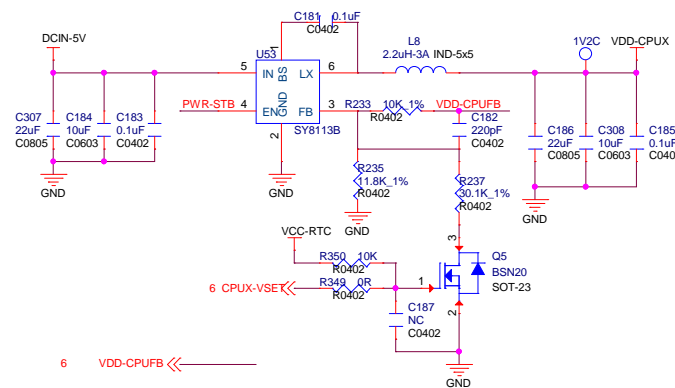 C181 0.1uF
C0402
DCIN-5V
U53
L8
2.2uH-3A IND-5x5
1V2C
VDD-CPUX
5 IN BS LX 6
1
PWR-STB 4 EN GND FB 3
SY8113B
2
R233 10K_1% VDD-CPUFB
R0402
C307
22uF
C0805
C184
10uF
C0603
C183
0.1uF
C0402
C182
220pF
C0402
C186
22uF
C0805
C308
10uF
C0603
C185
0.1uF
C040
GND
GND
GND
R235
11.8K_1%
R0402
GND
R237
30.1K_1%
R0402
VCC-RTC
R350 10K
R0402
6 CPUX-VSET R349 0R
R0402
3
1
2
Q5
BSN20
SOT-23
C187
NC
C0402
GND
6 VDD-CPUFB